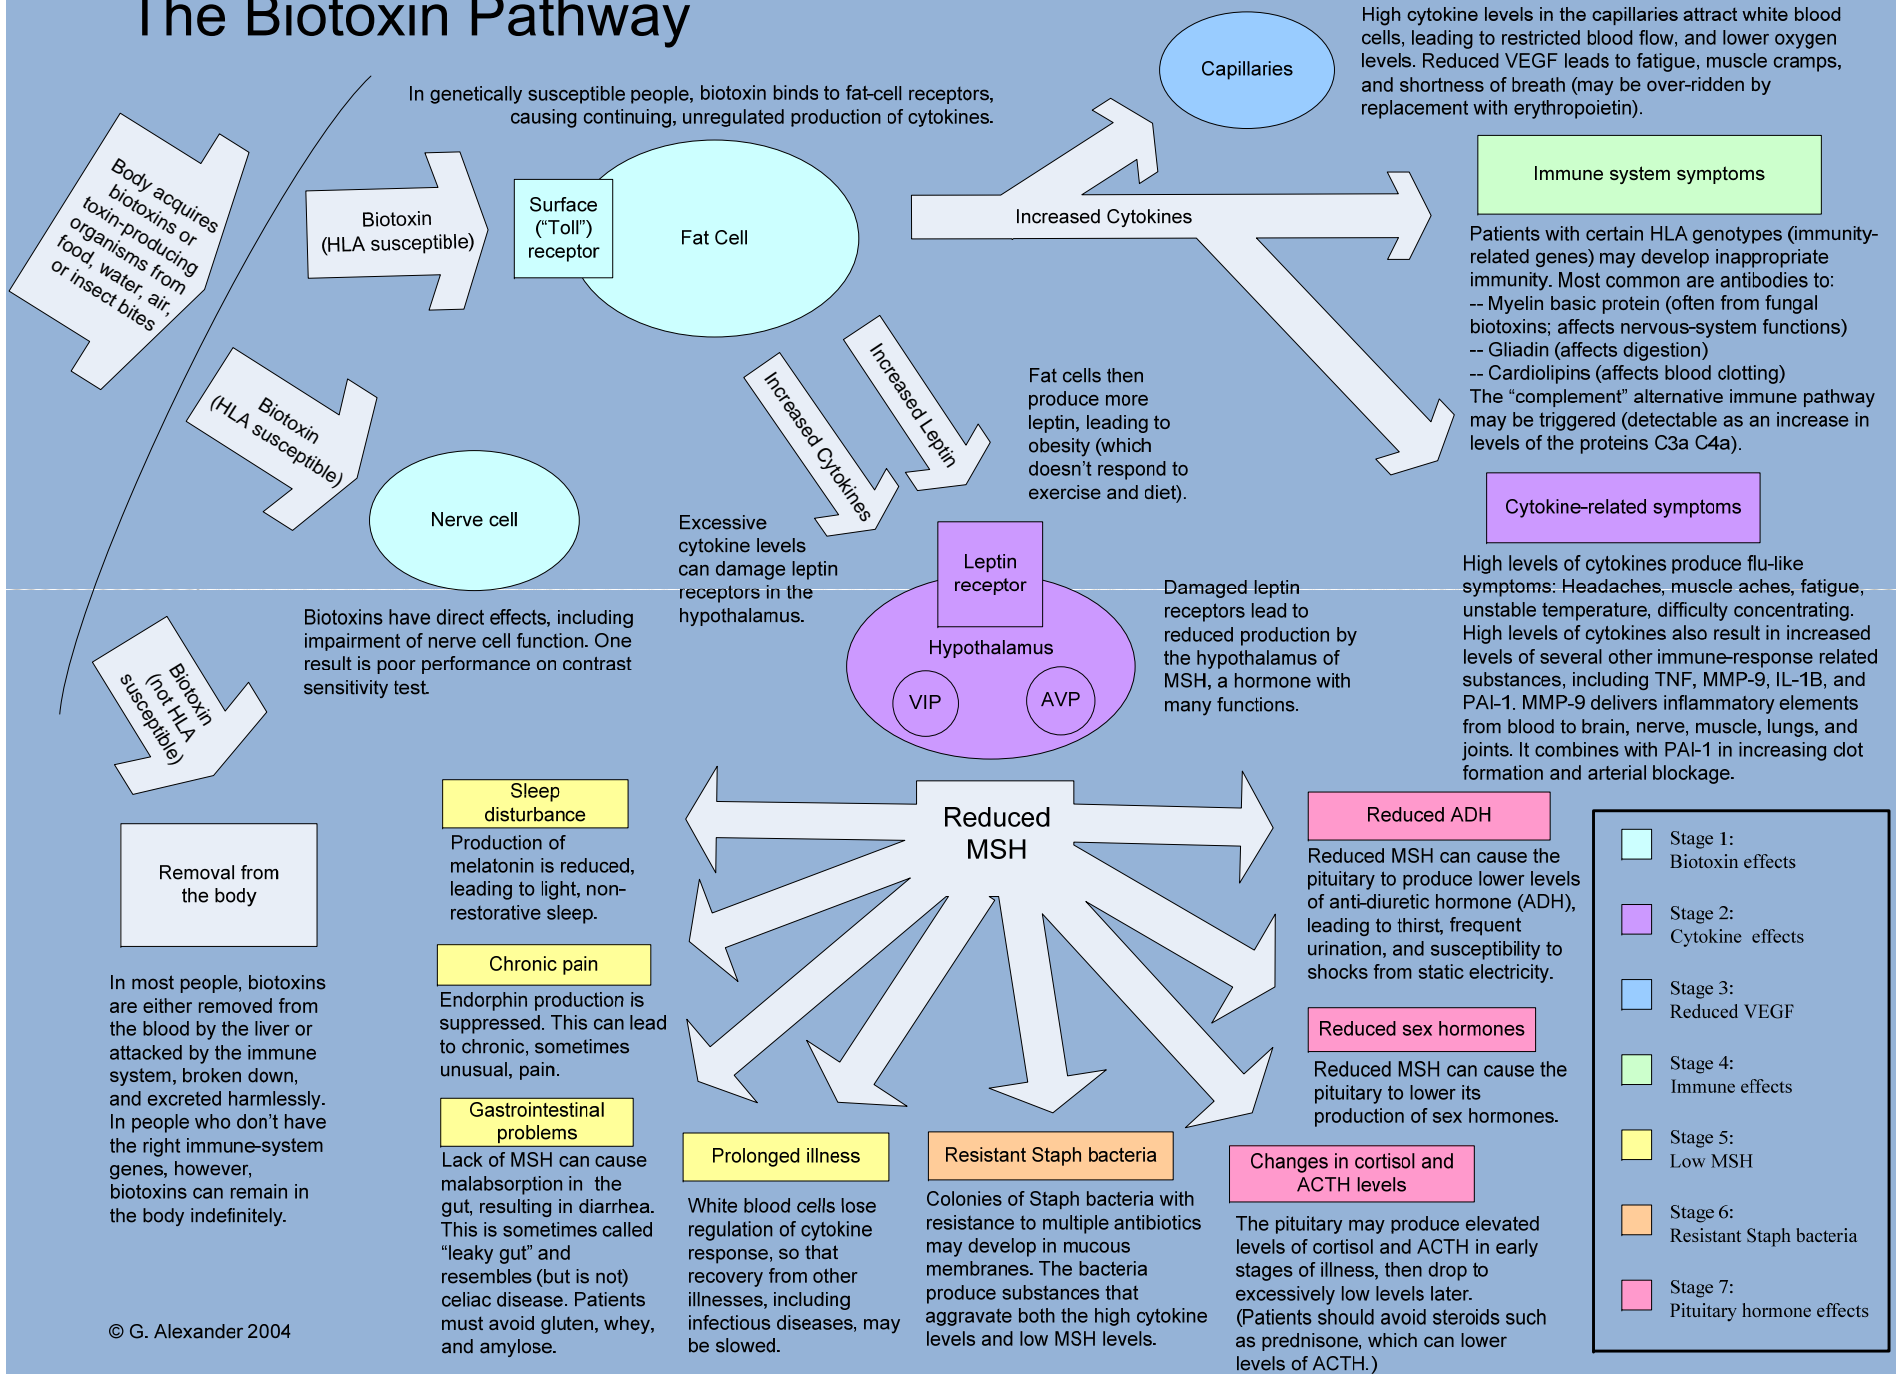 The Biotoxin Pathway
Capillaries
High cytokine levels in the capillaries attract white blood
cells, leading to restricted blood flow, and lower oxygen
levels. Reduced VEGF leads to fatigue, muscle cramps,
and shortness of breath (may be over-ridden by
replacement with erythropoietin).
In genetically susceptible people, biotoxin binds to fat-cell receptors,
causing continuing, unregulated production of cytokines.
Body acquires
biotoxins or
toxin-producing
organisms from
food, water, air,
or insect bites
Biotoxin
(HLA susceptible)
Surface
(“Toll”)
receptor
Fat Cell
Increased Cytokines
Immune system symptoms
Patients with certain HLA genotypes (immunity-
related genes) may develop inappropriate
immunity. Most common are antibodies to:
-- Myelin basic protein (often from fungal
biotoxins; affects nervous-system functions)
-- Gliadin (affects digestion)
-- Cardiolipins (affects blood clotting)
The “complement” alternative immune pathway
may be triggered (detectable as an increase in
levels of the proteins C3a C4a).
Biotoxin
(HLA susceptible)
Nerve cell
Biotoxins have direct effects, including
impairment of nerve cell function. One
result is poor performance on contrast
sensitivity test.
Increased Cytokines
Increased Leptin
Fat cells then
produce more
leptin, leading to
obesity (which
doesn’t respond to
exercise and diet).
Excessive
cytokine levels
can damage leptin
receptors in the
hypothalamus.
Leptin
receptor
Hypothalamus
VIP
AVP
Damaged leptin
receptors lead to
reduced production by
the hypothalamus of
MSH, a hormone with
many functions.
Cytokine-related symptoms
High levels of cytokines produce flu-like
symptoms: Headaches, muscle aches, fatigue,
unstable temperature, difficulty concentrating.
High levels of cytokines also result in increased
levels of several other immune-response related
substances, including TNF, MMP-9, IL-1B, and
PAI-1. MMP-9 delivers inflammatory elements
from blood to brain, nerve, muscle, lungs, and
joints. It combines with PAI-1 in increasing clot
formation and arterial blockage.
Biotoxin
(not HLA
susceptible)
Removal from
the body
In most people, biotoxins
are either removed from
the blood by the liver or
attacked by the immune
system, broken down,
and excreted harmlessly.
In people who don’t have
the right immune-system
genes, however,
biotoxins can remain in
the body indefinitely.
Reduced
MSH
Sleep
disturbance
Production of
melatonin is reduced,
leading to light, non-
restorative sleep.
Chronic pain
Endorphin production is
suppressed. This can lead
to chronic, sometimes
unusual, pain.
Gastrointestinal
problems
Lack of MSH can cause
malabsorption in the
gut, resulting in diarrhea.
This is sometimes called
“leaky gut” and
resembles (but is not)
celiac disease. Patients
must avoid gluten, whey,
and amylose.
Prolonged illness
White blood cells lose
regulation of cytokine
response, so that
recovery from other
illnesses, including
infectious diseases, may
be slowed.
Resistant Staph bacteria
Colonies of Staph bacteria with
resistance to multiple antibiotics
may develop in mucous
membranes. The bacteria
produce substances that
aggravate both the high cytokine
levels and low MSH levels.
Reduced ADH
Reduced MSH can cause the
pituitary to produce lower levels
of anti-diuretic hormone (ADH),
leading to thirst, frequent
urination, and susceptibility to
shocks from static electricity.
Reduced sex hormones
Reduced MSH can cause the
pituitary to lower its
production of sex hormones.
Changes in cortisol and
ACTH levels
The pituitary may produce elevated
levels of cortisol and ACTH in early
stages of illness, then drop to
excessively low levels later.
(Patients should avoid steroids such
as prednisone, which can lower
levels of ACTH.)
Stage 1:
Biotoxin effects
Stage 2:
Cytokine effects
Stage 3:
Reduced VEGF
Stage 4:
Immune effects
Stage 5:
Low MSH
Stage 6:
Resistant Staph bacteria
Stage 7:
Pituitary hormone effects
© G. Alexander 2004